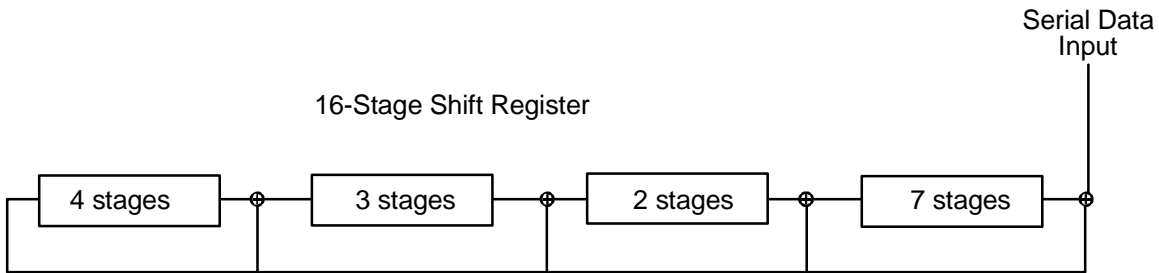 Serial Data
Input
16-Stage Shift Register
4 stages
3 stages
2 stages
7 stages